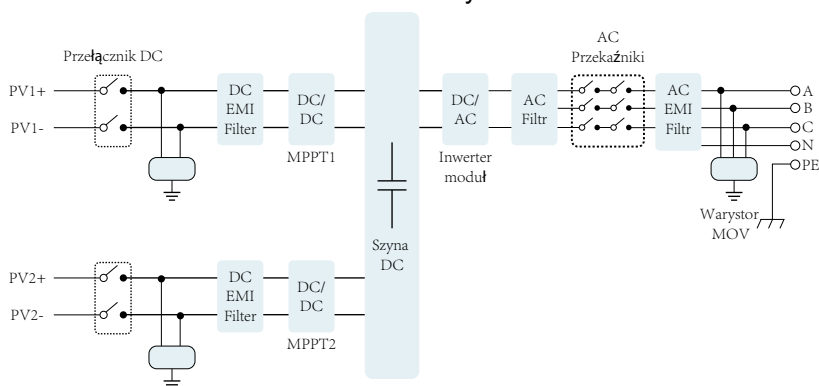 Przełącznik DC
PV1+
PV1-
DC
EMI
Filter
DC/
DC
MPPT1
Szyna
DC
DC/
AC
Inwerter
moduł
AC
Filtr
AC
Przekaźniki
AC
EMI
Filtr
A
B
C
N
PE
Warystor
MOV
PV2+
PV2-
DC
EMI
Filter
DC/
DC
MPPT2